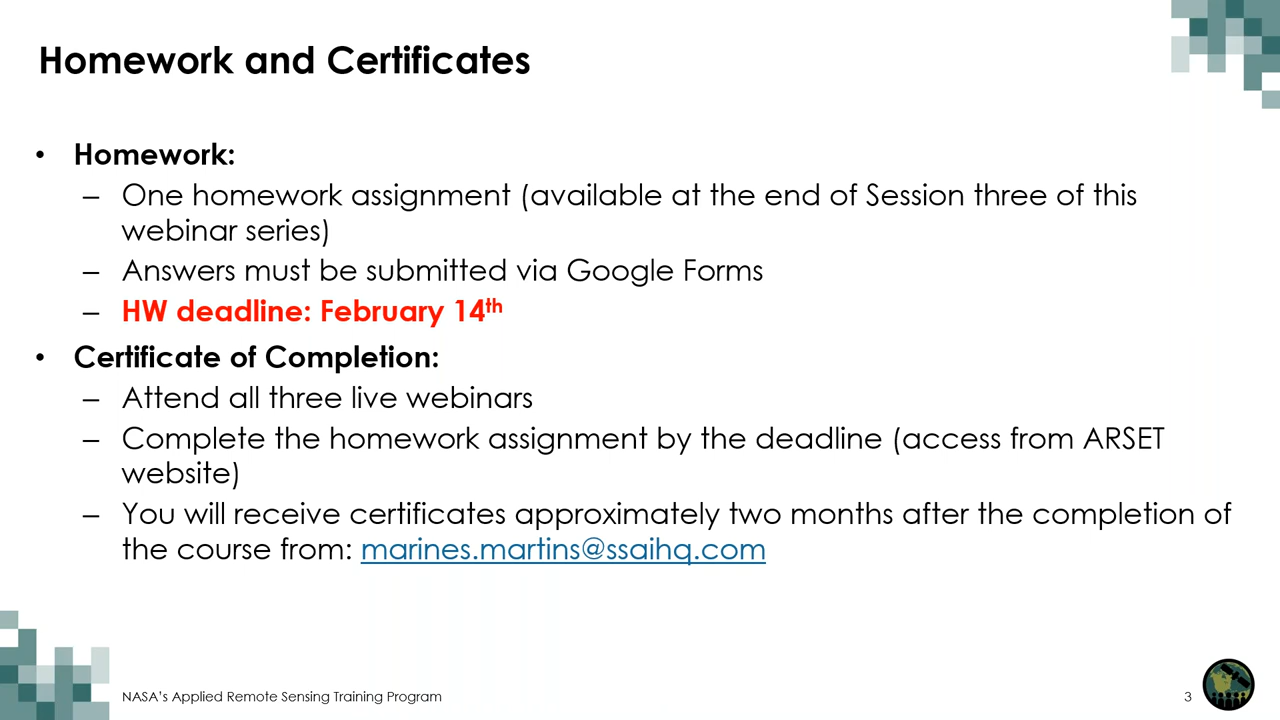 Homework and Certificates
• Homework:
– One homework assignment (available at the end of Session three of this
webinar series)
– Answers must be submitted via Google Forms
– HW deadline: February 14th
• Certificate of Completion:
– Attend all three live webinars
– Complete the homework assignment by the deadline (access from ARSET
website)
– You will receive certificates approximately two months after the completion of
the course from: marines.martins@ssaihq.com
NASA's Applied Remote Sensing Training Program
3